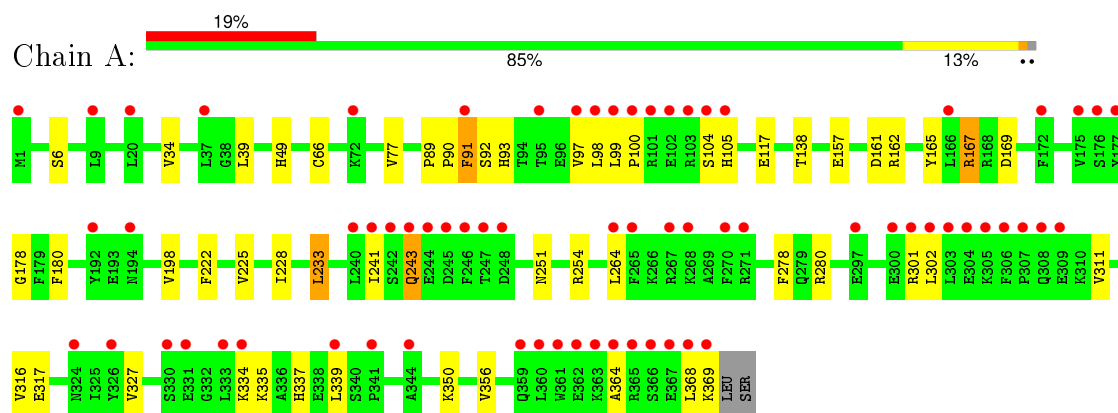 19%
Chain A:
85% 13% ••
M1 S6 L9 L20 V34 L37 G38 L39 H49 C66 K72 V77 P89 P90 F91 S92 H93 T94 T95 E96 V97 L98 L99 P100 R101 E102 R103 S104 H105 E117 T138 E157 D161 R162 Y165 L166 R167 R168 D169 F172 V175 S176 Y177
G178 F179 F180 Y192 E193 N194 V198 F222 V225 I228 L233 L240 I241 S242 Q243 E244 D245 F246 T247 D248 N251 R254 L264 F265 K266 R267 K268 A269 F270 R271 F278 Q279 R280 E297 E300 R301 L302 L303 E304 K305 F306 P307 Q308 E309 K310 V311
V316 E317 N324 I325 Y326 V327 S330 E331 G332 L333 K334 K335 A336 H337 E338 L339 S340 P341 A344 K350 V356 Q359 L360 W361 E362 K363 A364 R365 S366 E367 L368 K369 LEU SER